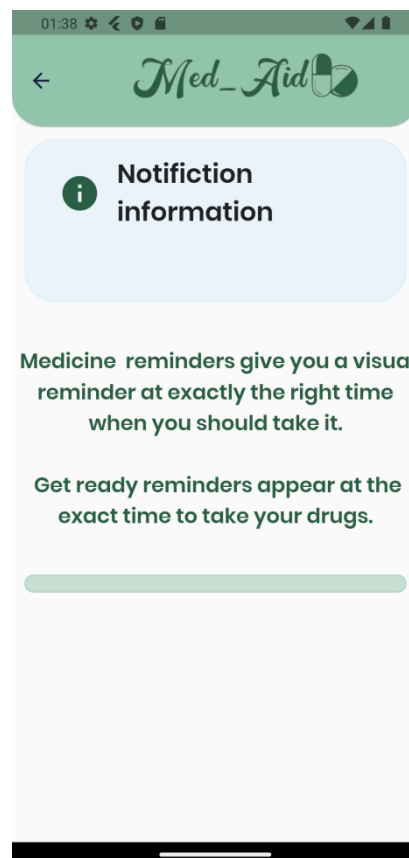 01:38
Med_Aid
Notifiction
information
Medicine  reminders give you a visua
reminder at exactly the right time
when you should take it.
Get ready reminders appear at the
exact time to take your drugs.